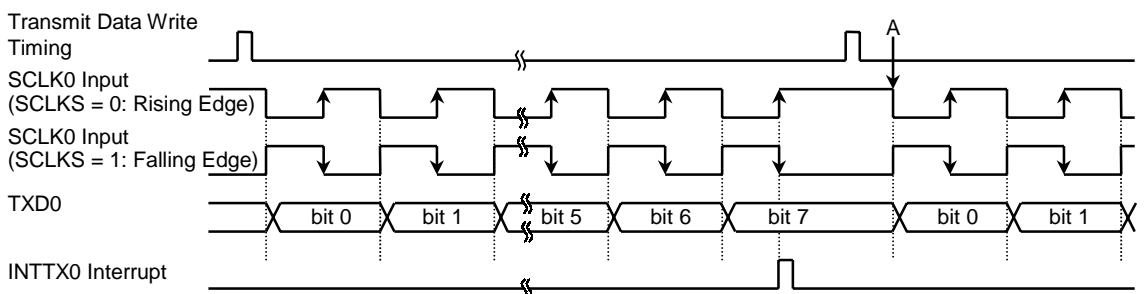 Transmit Data Write
Timing
A
SCLK0 Input
(SCLKS = 0: Rising Edge)
SCLK0 Input
(SCLKS = 1: Falling Edge)
TXD0
bit 0 bit 1 bit 5 bit 6 bit 7 bit 0 bit 1
INTTX0 Interrupt